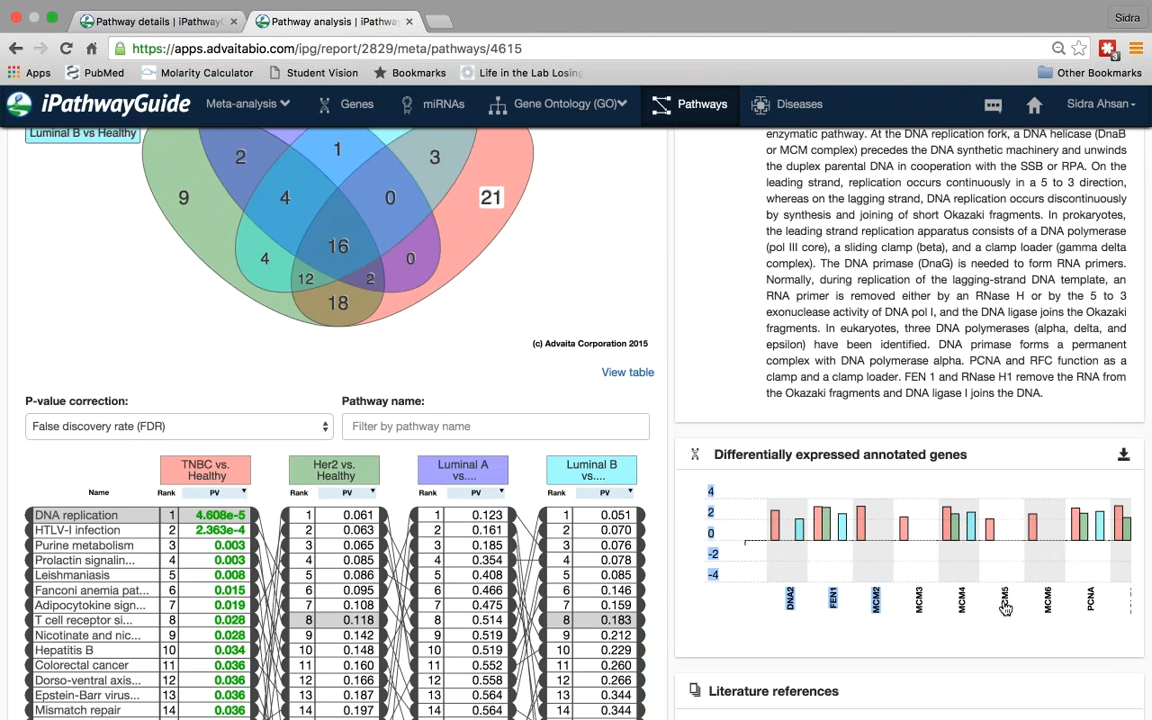 Pathway details | iPathwayG
Pathway analysis | iPathwa
Sidra
https://apps.advaitabio.com/ipg/report/2829/meta/pathways/4615
3
Apps PubMed Molarity Calculator Student Vision Bookmarks Life in the Lab Losing Other Bookmarks
iPathwayGuide Meta-analysis Genes miRNAs Gene Ontology (GO) Pathways Diseases Sidra Ahsan
Luminal B vs Healthy
2 1 3
9 4 0 21
16
4 0
12 2
18
(c) Advaita Corporation 2015
View table
P-value correction: Pathway name:
False discovery rate (FDR) Filter by pathway name
TNBC vs. Healthy Her2 vs. Healthy Luminal A vs.... Luminal B vs....
Name Rank PV Rank PV Rank PV Rank PV
DNA replication 1 4.608e-5 1 0.061 1 0.123 1 0.051
HTLV-I infection 2 2.363e-4 2 0.063 2 0.161 2 0.070
Purine metabolism 3 0.003 3 0.065 3 0.185 3 0.076
Prolactin signalin... 4 0.003 4 0.085 4 0.354 4 0.078
Leishmaniasis 5 0.008 5 0.086 5 0.408 5 0.085
Fanconi anemia pat... 6 0.015 6 0.095 6 0.466 6 0.146
Adipocytokine sign... 7 0.019 7 0.108 7 0.475 7 0.159
T cell receptor si... 8 0.028 8 0.118 8 0.514 8 0.183
Nicotinate and nic... 9 0.028 9 0.142 9 0.519 9 0.212
Hepatitis B 10 0.034 10 0.148 10 0.519 10 0.229
Colorectal cancer 11 0.036 11 0.160 11 0.552 11 0.260
Dorso-ventral axis... 12 0.036 12 0.166 12 0.558 12 0.266
Epstein-Barr virus... 13 0.036 13 0.187 13 0.564 13 0.344
Mismatch repair 14 0.036 14 0.197 14 0.564 14 0.344
enzymatic pathway. At the DNA replication fork, a DNA helicase (DnaB
or MCM complex) precedes the DNA synthetic machinery and unwinds
the duplex parental DNA in cooperation with the SSB or RPA. On the
leading strand, replication occurs continuously in a 5 to 3 direction,
whereas on the lagging strand, DNA replication occurs discontinuously
by synthesis and joining of short Okazaki fragments. In prokaryotes,
the leading strand replication apparatus consists of a DNA polymerase
(pol III core), a sliding clamp (beta), and a clamp loader (gamma delta
complex). The DNA primase (DnaG) is needed to form RNA primers.
Normally, during replication of the lagging-strand DNA template, an
RNA primer is removed either by an RNase H or by the 5 to 3
exonuclease activity of DNA pol I, and the DNA ligase joins the Okazaki
fragments. In eukaryotes, three DNA polymerases (alpha, delta, and
epsilon) have been identified. DNA primase forms a permanent
complex with DNA polymerase alpha. PCNA and RFC function as a
clamp and a clamp loader. FEN 1 and RNase H1 remove the RNA from
the Okazaki fragments and DNA ligase I joins the DNA.
Differentially expressed annotated genes
4
2
0
-2
-4
DNA2 FEN1 MCM2 MCM3 MCM4 MCM6 PCNA
Literature references